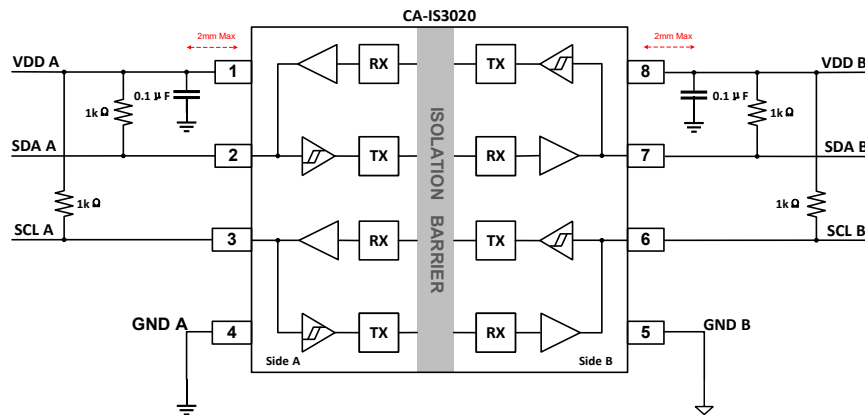 CA-IS3020
2mm Max
2mm Max
VDD A
1
RX
TX
8
VDD B
0.1 μF
0.1 μF
1kΩ
1kΩ
SDA A
2
TX
RX
7
SDA B
ISOLATION BARRIER
1kΩ
1kΩ
SCL A
3
RX
TX
6
SCL B
GND A
4
TX
RX
5
GND B
Side A
Side B